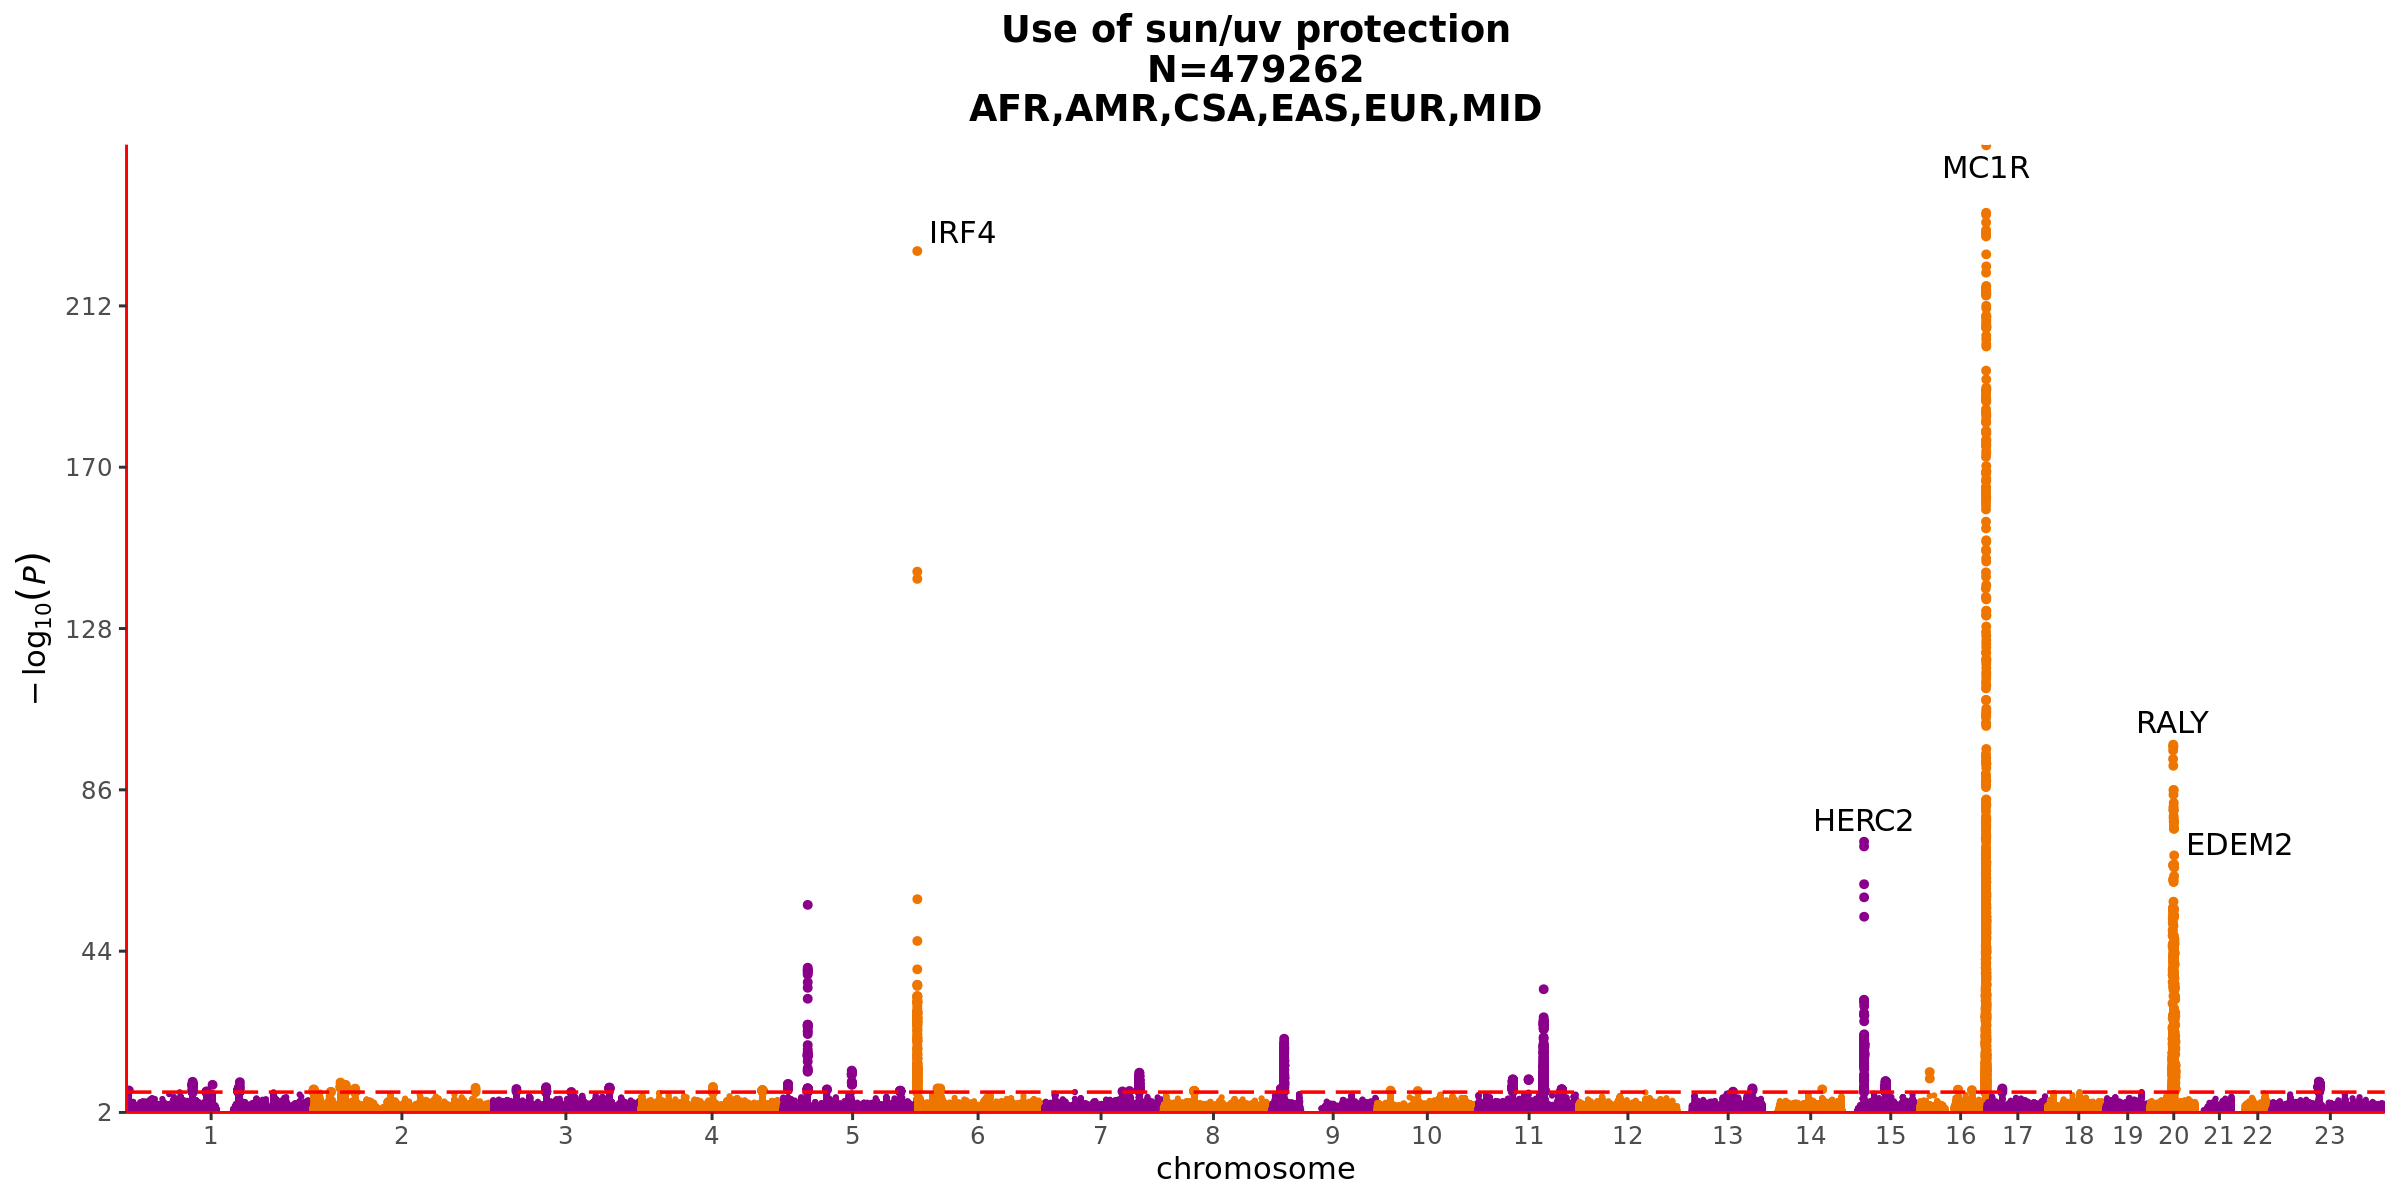 Use of sun/uv protection
N=479262
AFR,AMR,CSA,EAS,EUR,MID
MC1R
IRF4
212
170
−log10(P)
128
RALY
86
HERC2
EDEM2
44
2
1 2 3 4 5 6 7 8 9 10 11 12 13 14 15 16 17 18 19 20 21 22 23
chromosome